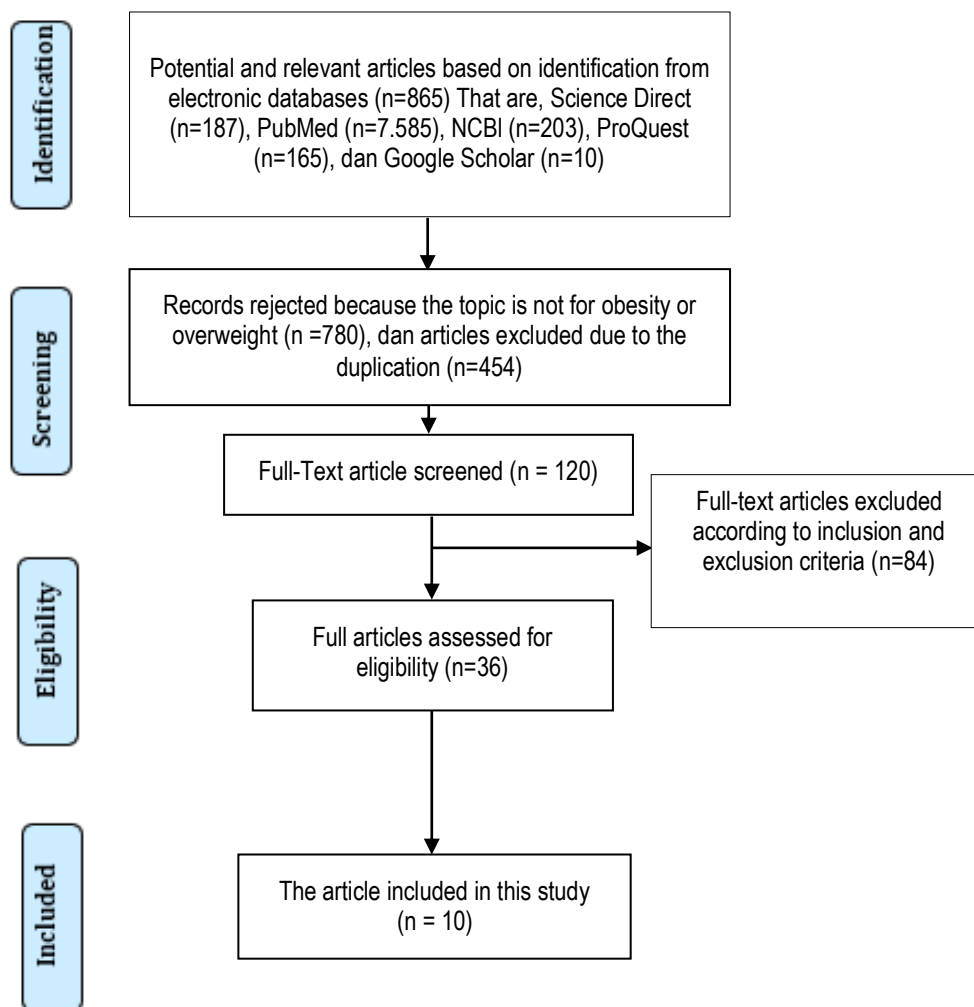 Identification
Potential and relevant articles based on identification from
electronic databases (n=865) That are, Science Direct
(n=187), PubMed (n=7.585), NCBI (n=203), ProQuest
(n=165), dan Google Scholar (n=10)
Screening
Records rejected because the topic is not for obesity or
overweight (n =780), dan articles excluded due to the
duplication (n=454)
Full-Text article screened (n = 120)
Full-text articles excluded
according to inclusion and
exclusion criteria (n=84)
Eligibility
Full articles assessed for
eligibility (n=36)
Included
The article included in this study
(n = 10)